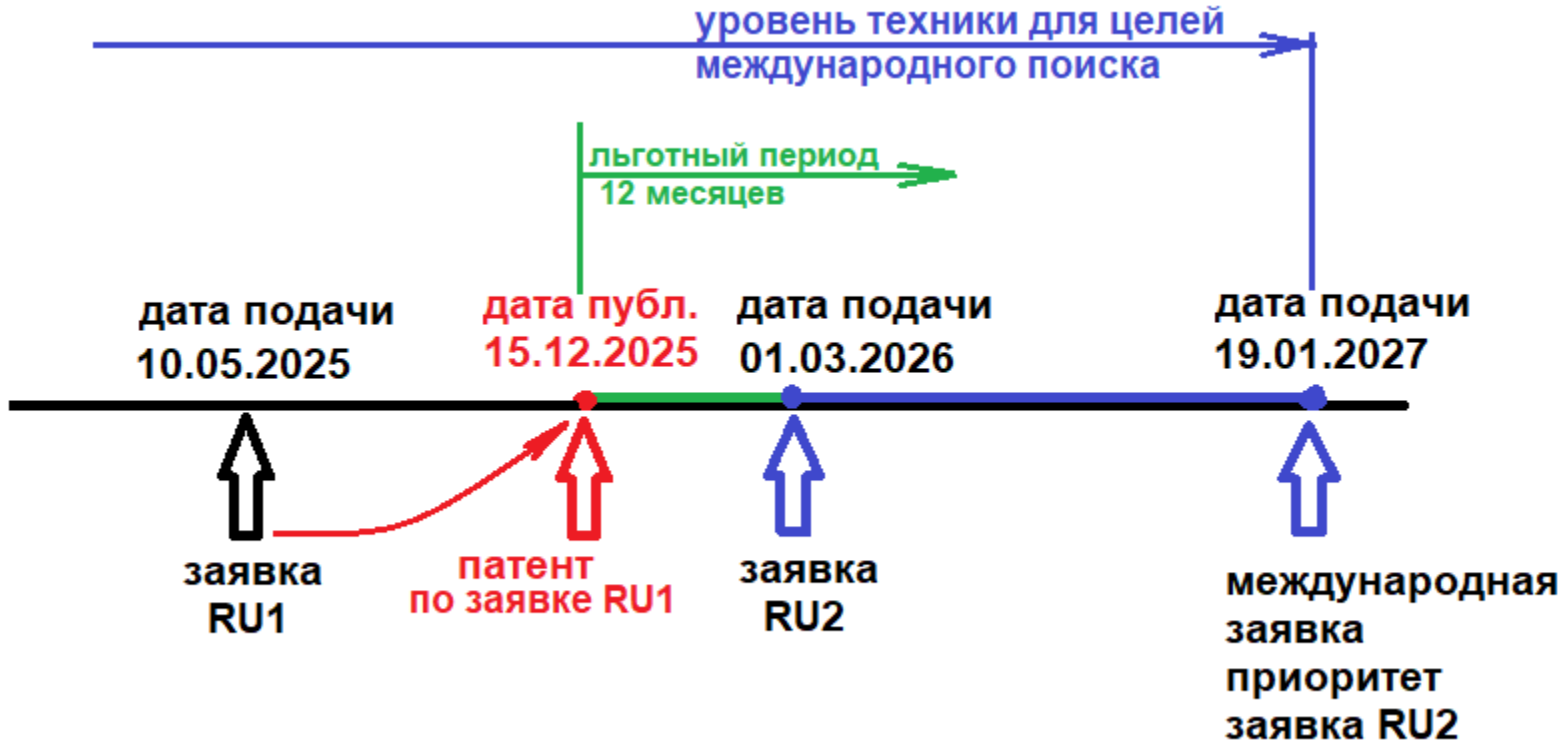 уровень техники для целей
международного поиска
льготный период
12 месяцев
дата подачи
10.05.2025
дата публ.
15.12.2025
дата подачи
01.03.2026
дата подачи
19.01.2027
заявка
RU1
патент
по заявке RU1
заявка
RU2
международная
заявка
приоритет
заявка RU2